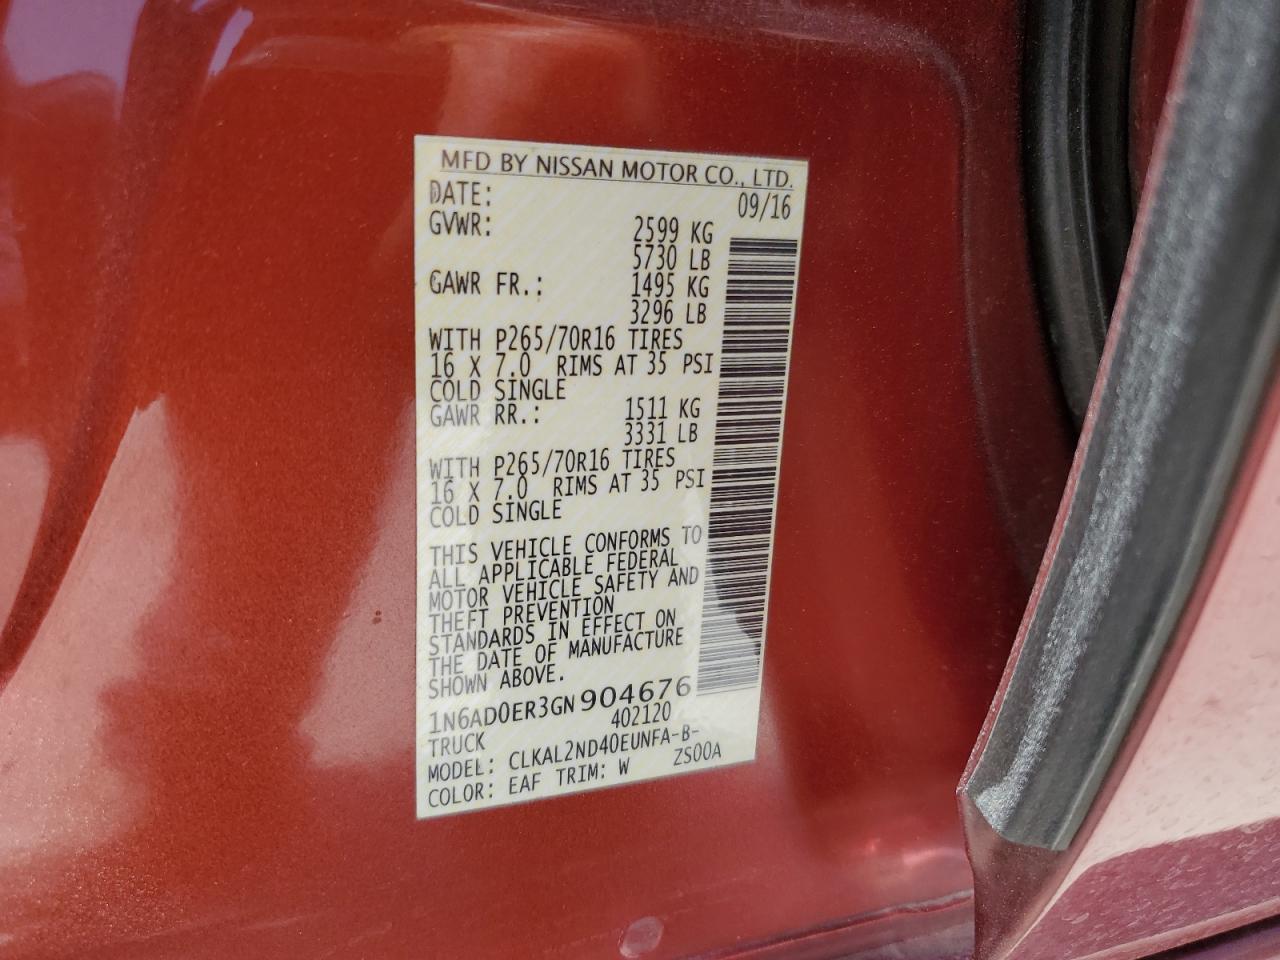 MFD BY NISSAN MOTOR CO., LTD.
DATE: 09/16
GVWR: 2599 KG
5730 LB
GAWR FR.: 1495 KG
3296 LB
WITH P265/70R16 TIRES
16 X 7.0 RIMS AT 35 PSI
COLD SINGLE
GAWR RR.: 1511 KG
3331 LB
WITH P265/70R16 TIRES
16 X 7.0 RIMS AT 35 PSI
COLD SINGLE
THIS VEHICLE CONFORMS TO
ALL APPLICABLE FEDERAL
MOTOR VEHICLE SAFETY AND
THEFT PREVENTION
STANDARDS IN EFFECT ON
THE DATE OF MANUFACTURE
SHOWN ABOVE.
1N6AD0ER3GN904676
TRUCK 402120
MODEL: CLKAL2ND40EUNFA-B-
COLOR: EAF TRIM: W ZS00A